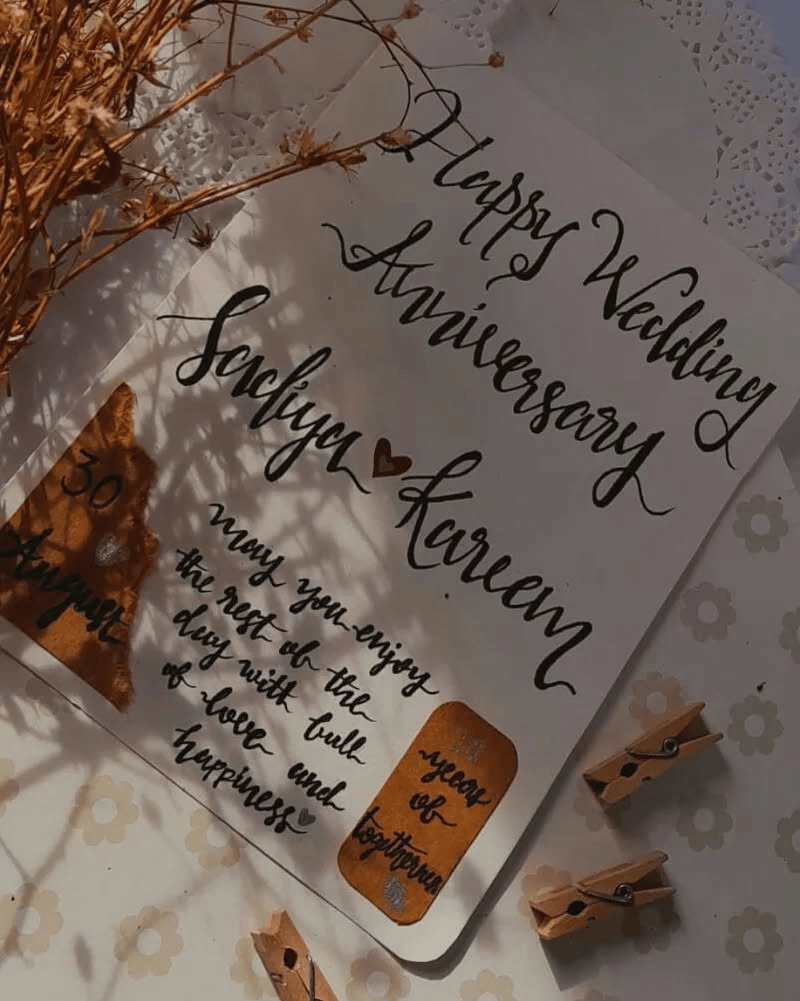 Happy Wedding
Anniversary
Sadiya Kareem
30
August
may you enjoy
the rest of the
day with full
of love and
happiness
years
of
togetherness